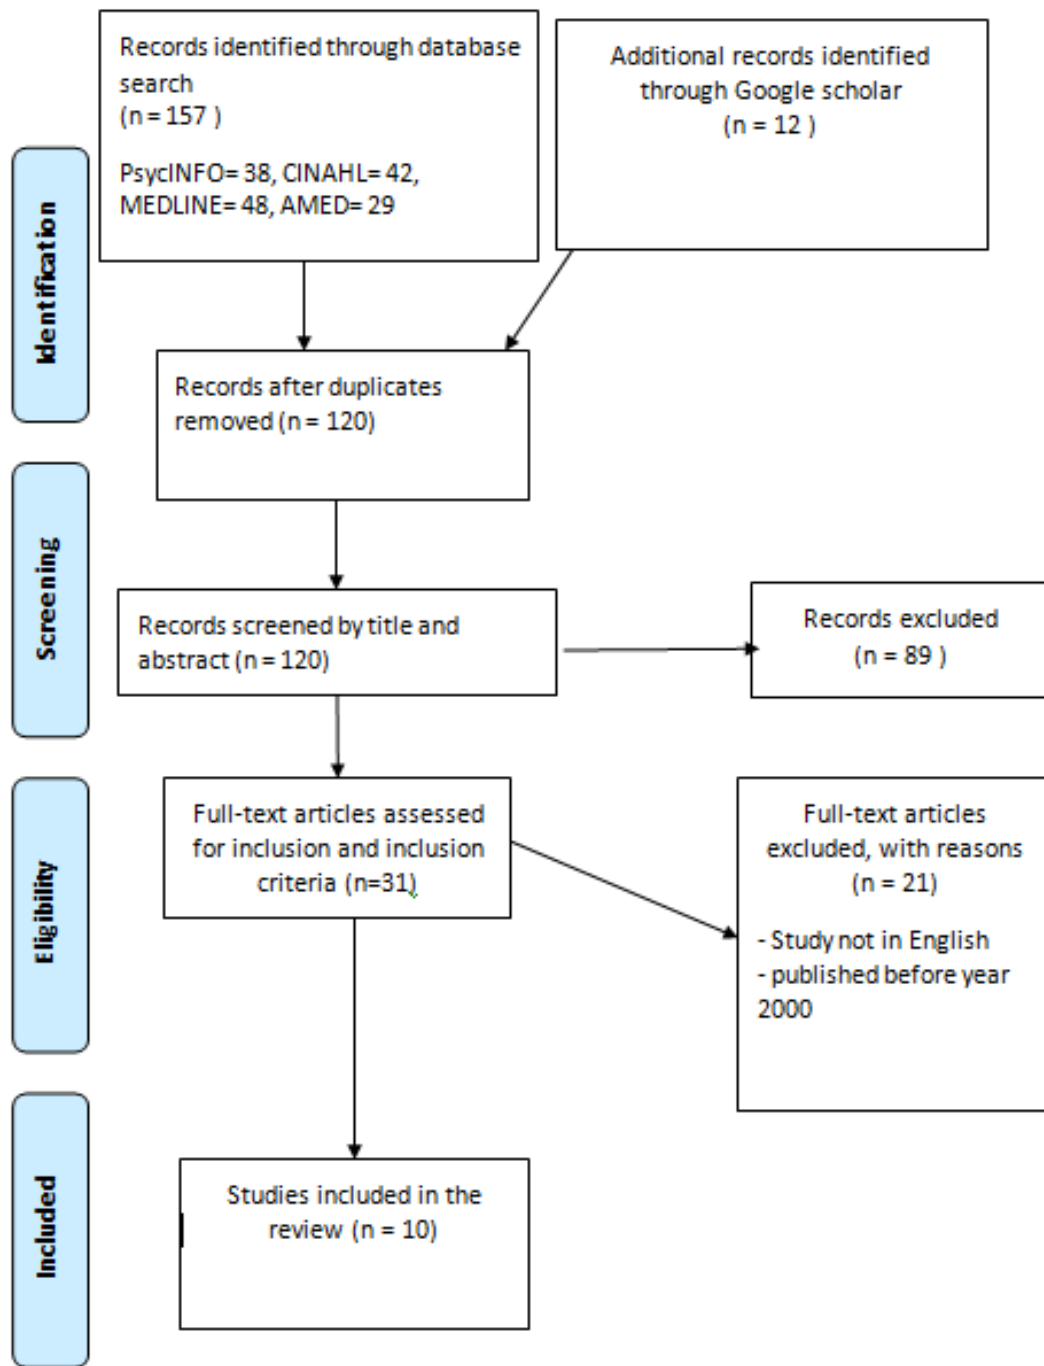 Records identified through database
search
(n = 157 )
PsycINFO= 38, CINAHL= 42,
MEDLINE= 48, AMED= 29
Additional records identified
through Google scholar
(n = 12 )
Identification
Records after duplicates
removed (n = 120)
Screening
Records screened by title and
abstract (n = 120)
Records excluded
(n = 89 )
Eligibility
Full-text articles assessed
for inclusion and inclusion
criteria (n=31)
Full-text articles
excluded, with reasons
(n = 21)
- Study not in English
- published before year
2000
Included
Studies included in the
review (n = 10)